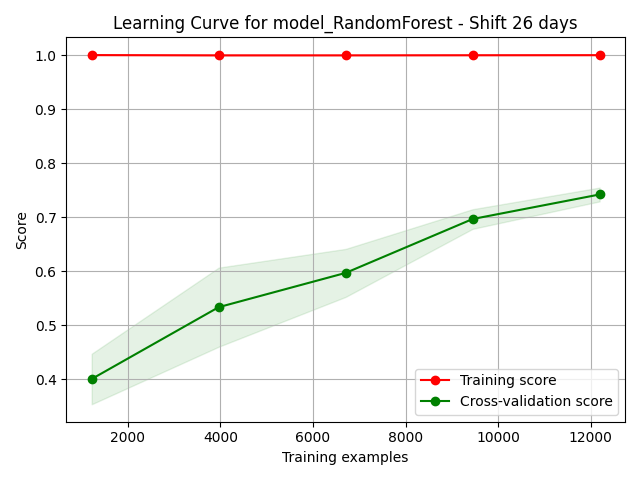 Learning Curve for model_RandomForest - Shift 26 days
1.0
0.9
0.8
0.7
0.6
0.5
0.4
Score
2000 4000 6000 8000 10000 12000
Training examples
Training score
Cross-validation score